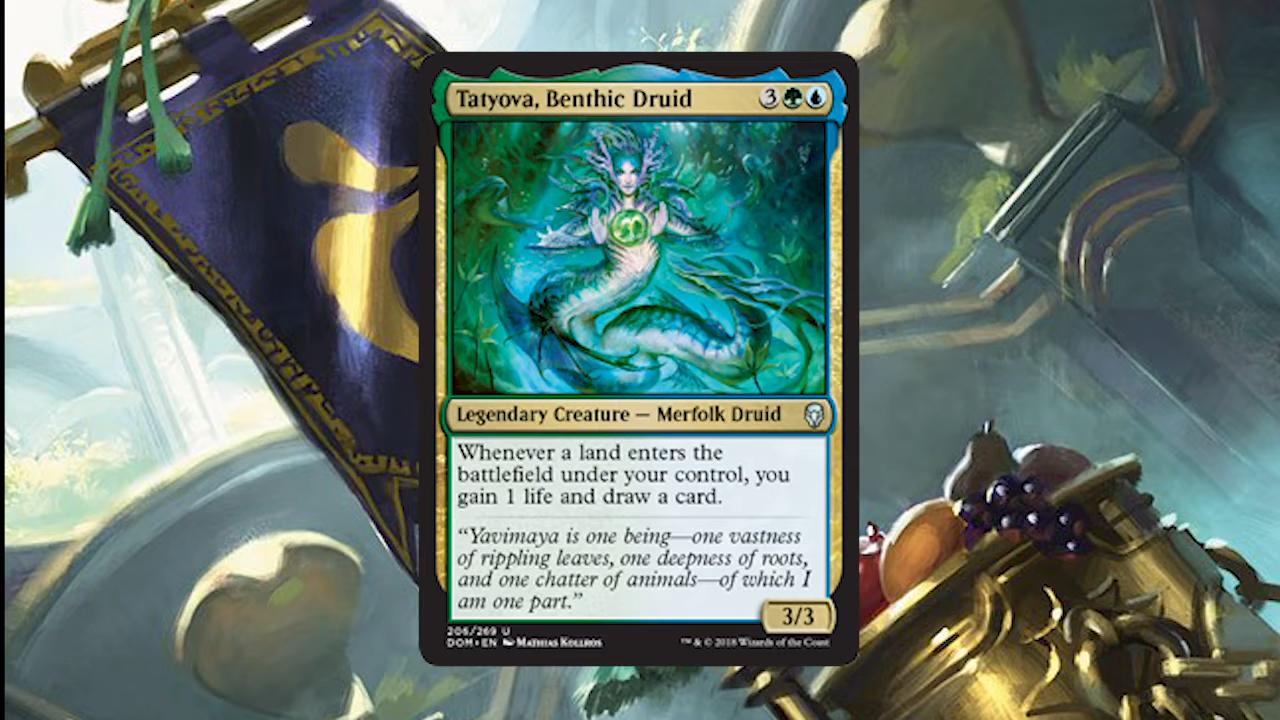 Tatyova, Benthic Druid 3
Legendary Creature — Merfolk Druid
Whenever a land enters the
battlefield under your control, you
gain 1 life and draw a card.
“Yavimaya is one being—one vastness
of rippling leaves, one deepness of roots,
and one chatter of animals—of which I
am one part.”
3/3
206/269 U
DOM • EN Mathias Kollros
™ & © 2018 Wizards of the Coast